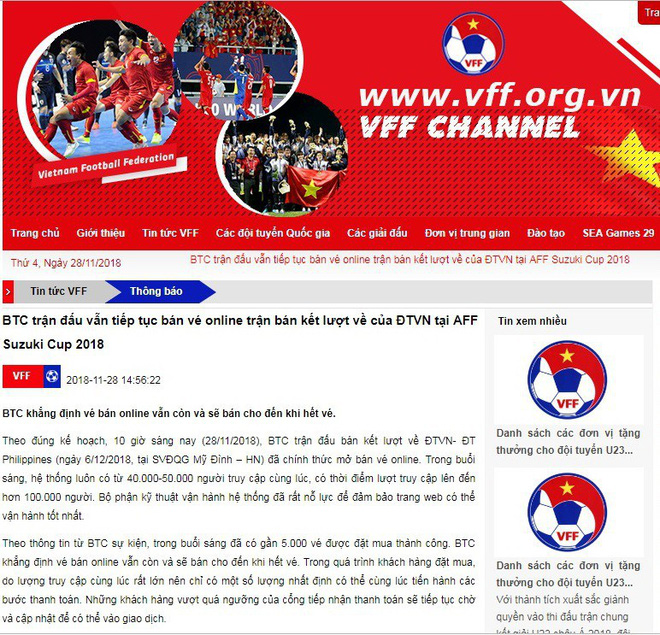 Tra
VFF
www.vff.org.vn
VFF CHANNEL
Vietnam Football Federation
Trang chủ Giới thiệu Tin tức VFF Các đội tuyển Quốc gia Các giải đấu Đơn vị trung gian Đào tạo SEA Games 29
Thứ 4, Ngày 28/11/2018
BTC trận đấu vẫn tiếp tục bán vé online trận bán kết lượt về của ĐTVN tại AFF Suzuki Cup 2018
Tin tức VFF Thông báo
BTC trận đấu vẫn tiếp tục bán vé online trận bán kết lượt về của ĐTVN tại AFF
Suzuki Cup 2018
VFF 2018-11-28 14:56:22
BTC khẳng định vé bán online vẫn còn và sẽ bán cho đến khi hết vé.
Theo đúng kế hoạch, 10 giờ sáng nay (28/11/2018), BTC trận đấu bán kết lượt về ĐTVN- ĐT
Philippines (ngày 6/12/2018, tại SVĐQG Mỹ Đình – HN) đã chính thức mở bán vé online. Trong buổi
sáng, hệ thống luôn có từ 40.000-50.000 người truy cập cùng lúc, có thời điểm lượt truy cập lên đến
hơn 100.000 người. Bộ phận kỹ thuật vận hành hệ thống đã rất nỗ lực để đảm bảo trang web có thể
vận hành tốt nhất.
Theo thông tin từ BTC sự kiện, trong buổi sáng đã có gần 5.000 vé được đặt mua thành công. BTC
khẳng định vé bán online vẫn còn và sẽ bán cho đến khi hết vé. Trong quá trình khách hàng đặt mua,
do lượng truy cập cùng lúc rất lớn nên chỉ có một số lượng nhất định có thể cùng lúc tiến hành các
bước thanh toán. Những khách hàng vượt quá ngưỡng của cổng tiếp nhận thanh toán sẽ tiếp tục chờ
và cập nhật để có thể vào giao dịch.
Tin xem nhiều
VFF
Danh sách các đơn vị tặng
thưởng cho đội tuyển U23...
VFF
Danh sách các đơn vị tặng
thưởng cho đội tuyển U23...
Với thành tích xuất sắc giành
quyền vào thi đấu trận chung